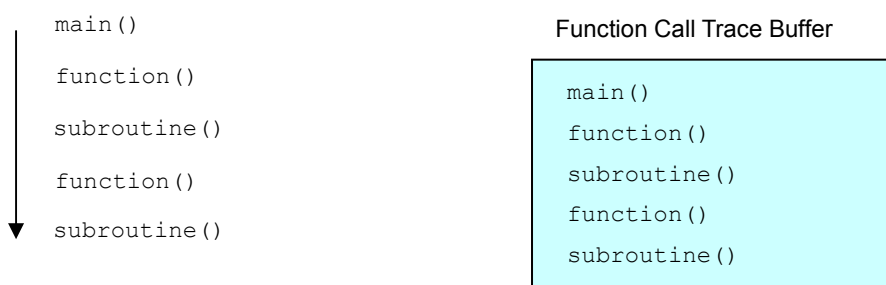 main()
function()
subroutine()
function()
subroutine()
Function Call Trace Buffer
main()
function()
subroutine()
function()
subroutine()